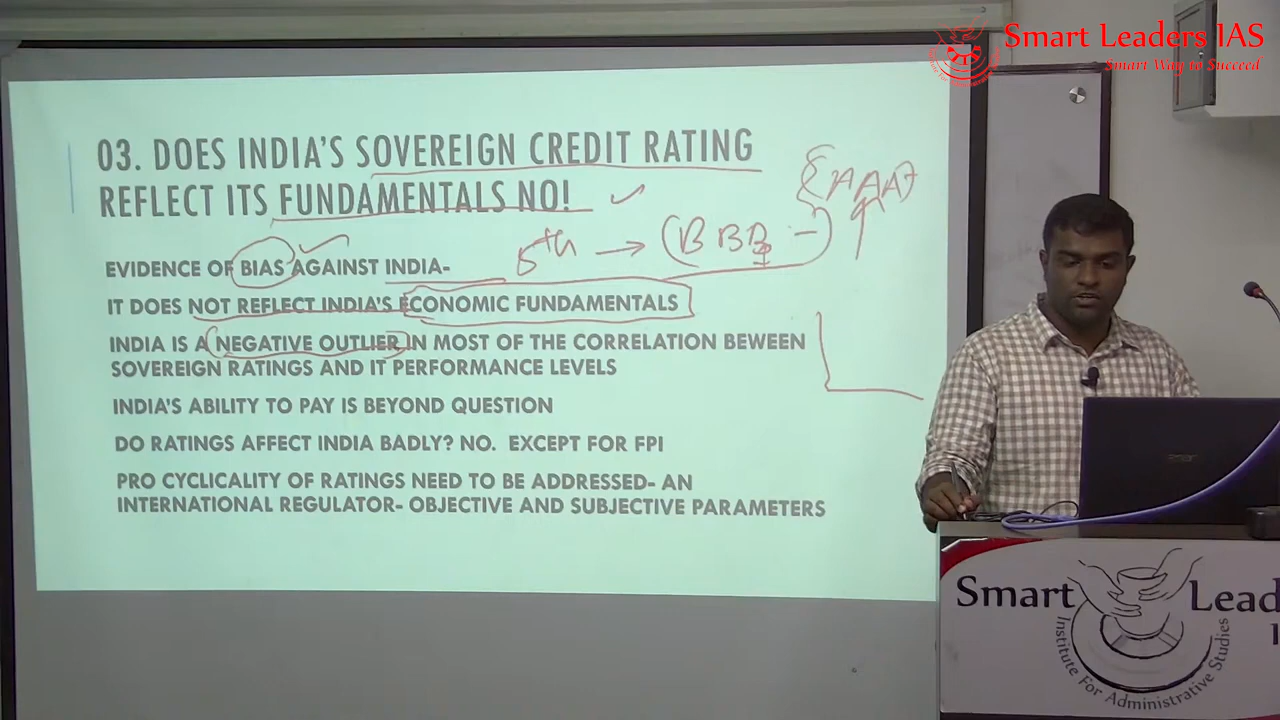 Smart Leaders IAS
Smart Way to Succeed
03. DOES INDIA'S SOVEREIGN CREDIT RATING
REFLECT ITS FUNDAMENTALS NO!
{AAA}
5th → (BBB -)
EVIDENCE OF BIAS AGAINST INDIA-
IT DOES NOT REFLECT INDIA'S ECONOMIC FUNDAMENTALS
INDIA IS A NEGATIVE OUTLIER IN MOST OF THE CORRELATION BEWEEN
SOVEREIGN RATINGS AND IT PERFORMANCE LEVELS
INDIA'S ABILITY TO PAY IS BEYOND QUESTION
DO RATINGS AFFECT INDIA BADLY? NO. EXCEPT FOR FPI
PRO CYCLICALITY OF RATINGS NEED TO BE ADDRESSED- AN
INTERNATIONAL REGULATOR- OBJECTIVE AND SUBJECTIVE PARAMETERS
Smart Lead
I
Institute For Administrative Studies